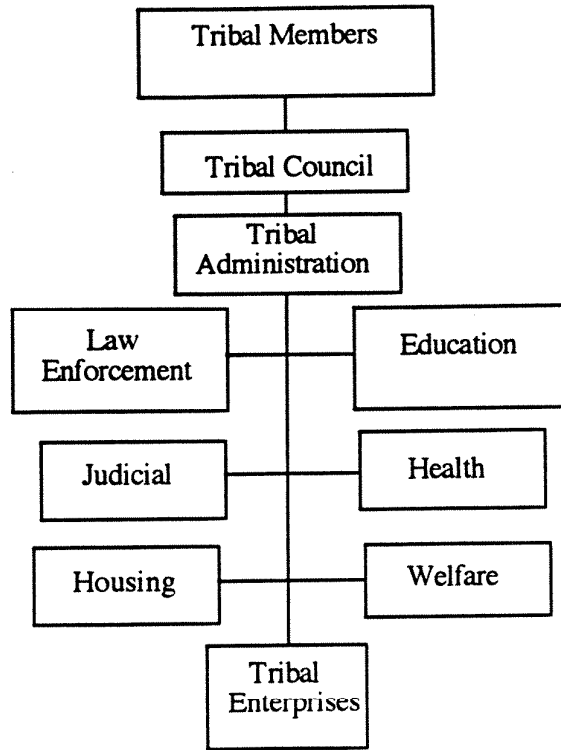 Tribal Members
Tribal Council
Tribal
Administration
Law
Enforcement
Education
Judicial
Health
Housing
Welfare
Tribal
Enterprises